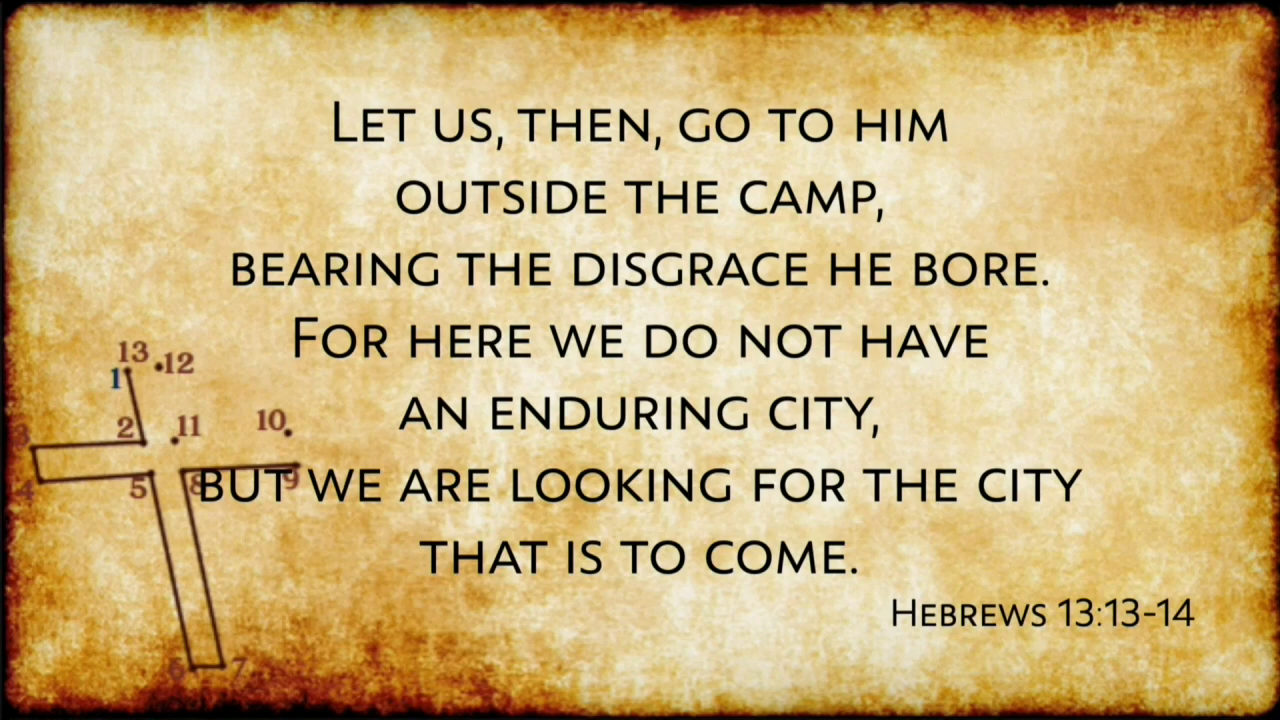 Let us, then, go to him
outside the camp,
bearing the disgrace he bore.
For here we do not have
an enduring city,
but we are looking for the city
that is to come.
Hebrews 13:13-14
13
12
1
2
11
10
3
4
5
8
9
6
7